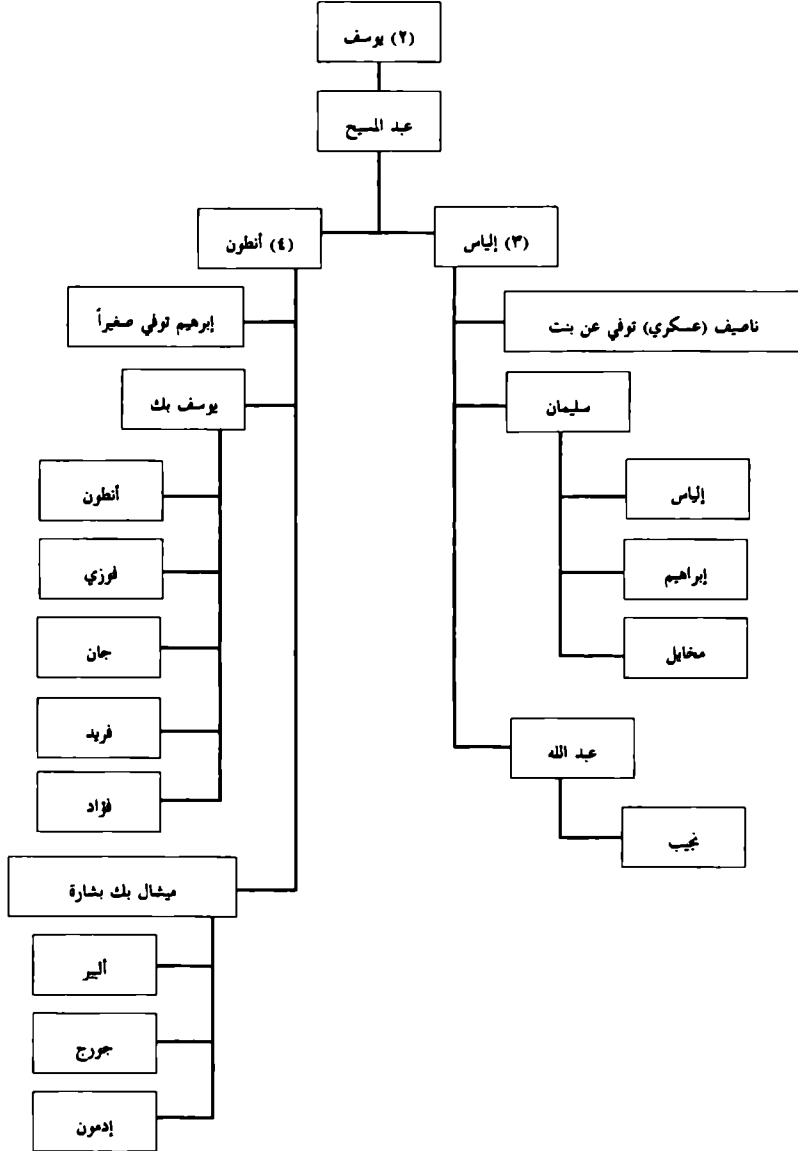 (٢) يوسف
عبد المسيح
(٣) إلياس
(٤) أنطون
ناصيف (عسكري) توفي عن بنت
سليمان
إلياس
إبراهيم
مخايل
عبد الله
نجيب
إبرهيم توفي صغيراً
يوسف بك
أنطون
فوزي
جان
فريد
فؤاد
ميشال بك بشارة
ألبير
جورج
إدمون